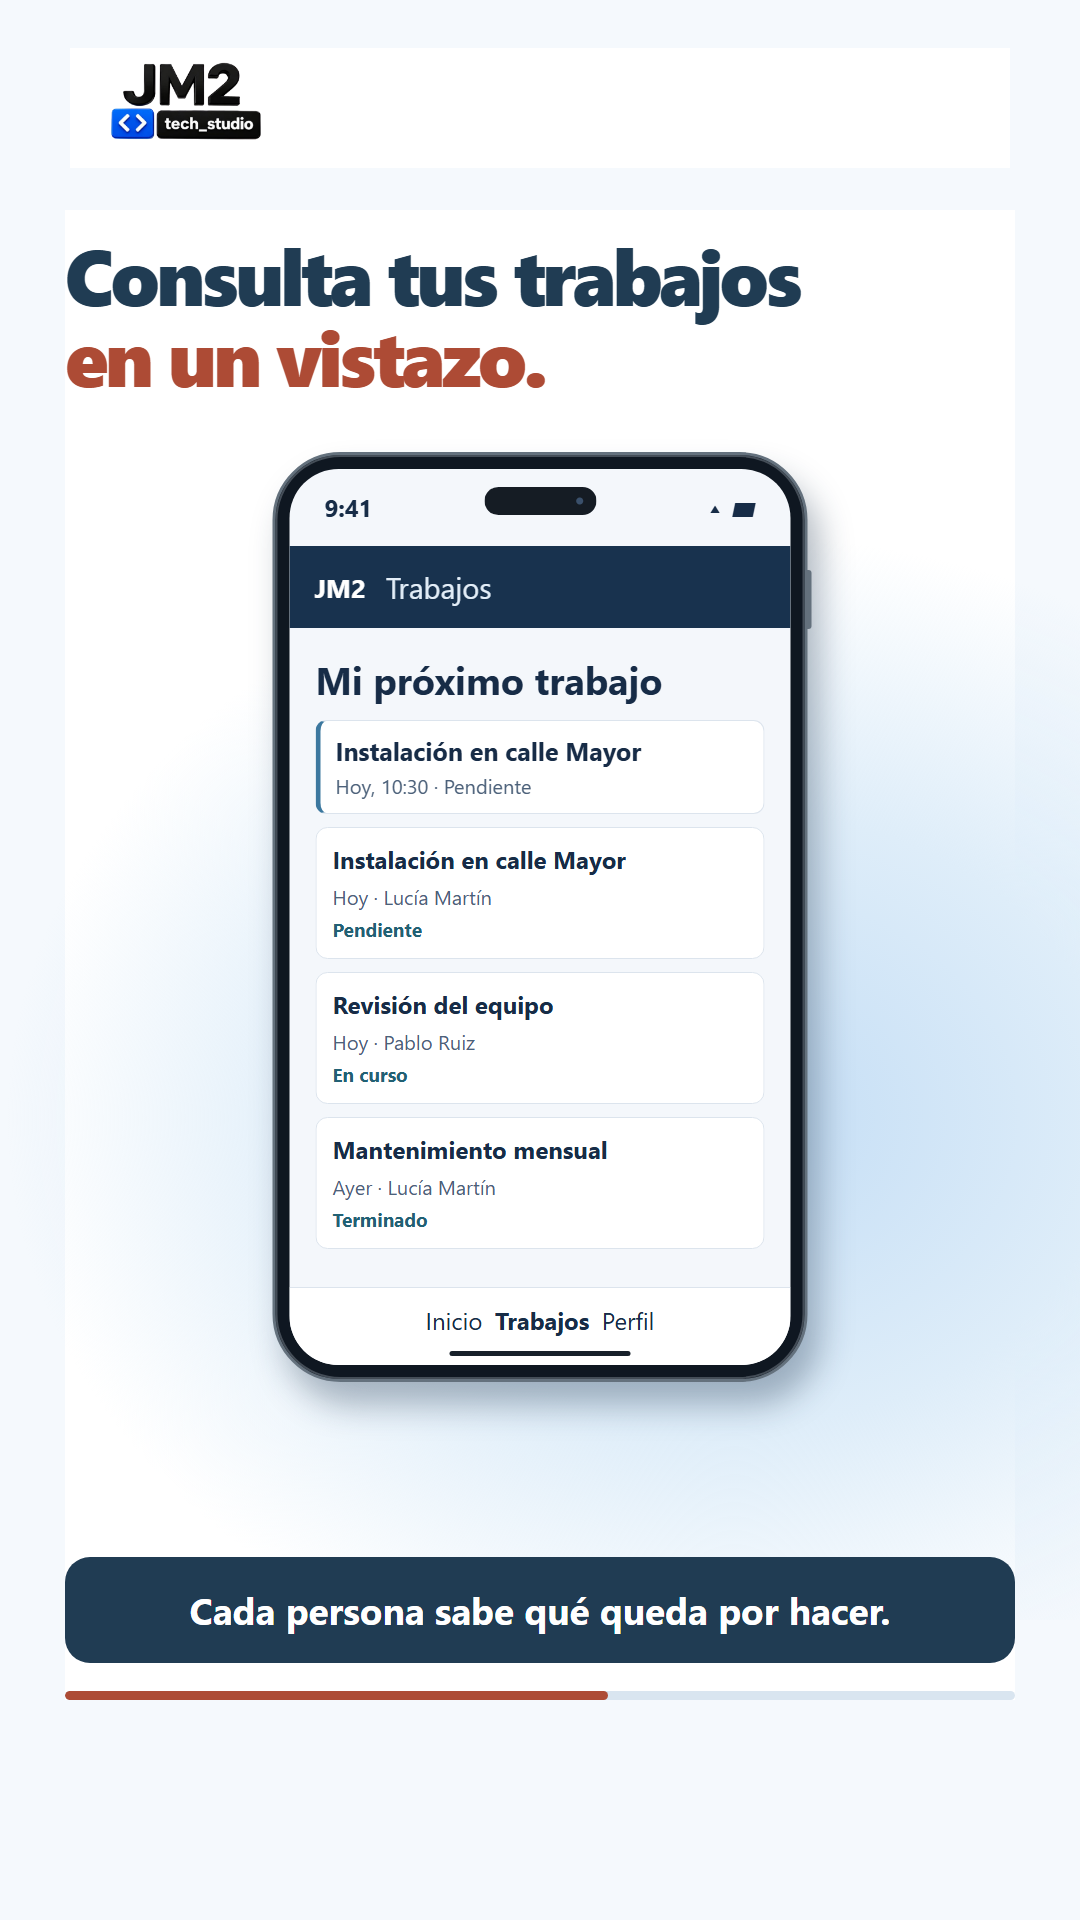 JM2
<> tech_studio
Consulta tus trabajos
en un vistazo.
9:41
JM2 Trabajos
Mi próximo trabajo
Instalación en calle Mayor
Hoy, 10:30 · Pendiente
Instalación en calle Mayor
Hoy · Lucía Martín
Pendiente
Revisión del equipo
Hoy · Pablo Ruiz
En curso
Mantenimiento mensual
Ayer · Lucía Martín
Terminado
Inicio Trabajos Perfil
Cada persona sabe qué queda por hacer.